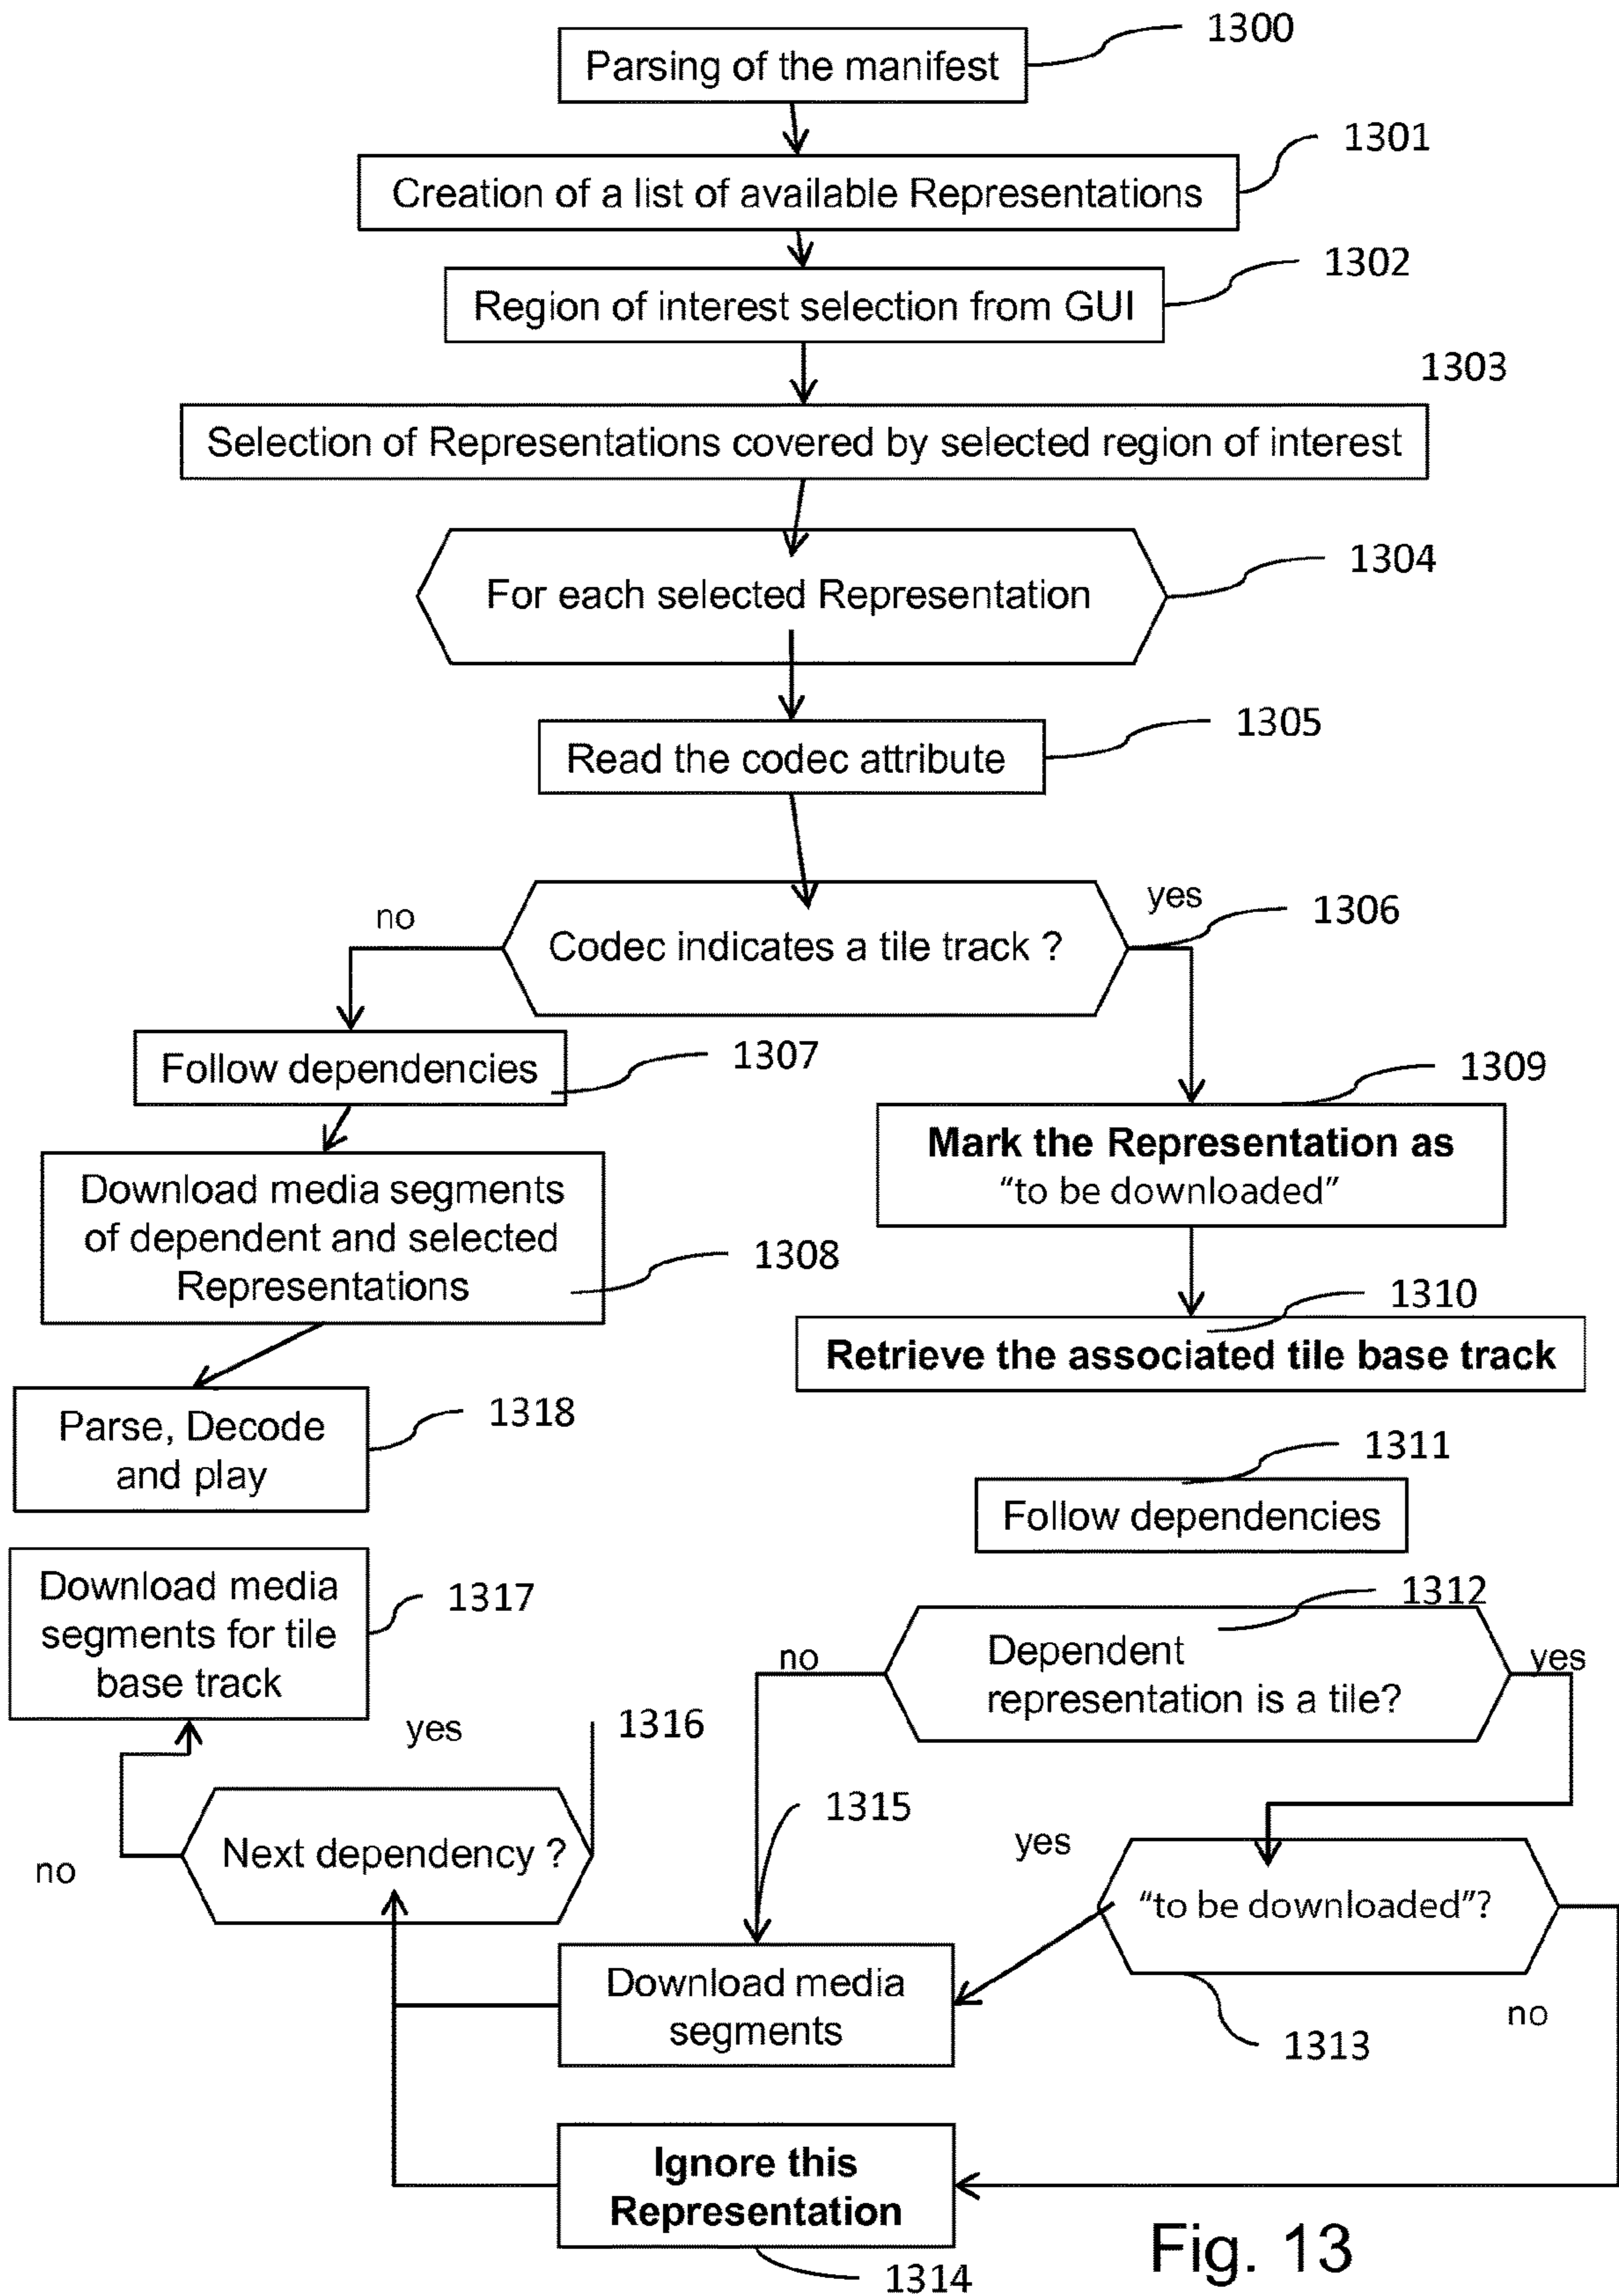 1300
Parsing of the manifest
1301
Creation of a list of available Representations
1302
Region of interest selection from GUI
1303
Selection of Representations covered by selected region of interest
1304
For each selected Representation
1305
Read the codec attribute
no
yes
1306
Codec indicates a tile track ?
1307
Follow dependencies
1308
Download media segments
of dependent and selected
Representations
1309
Mark the Representation as
“to be downloaded”
1310
Retrieve the associated tile base track
1318
Parse, Decode
and play
1311
Follow dependencies
1317
Download media
segments for tile
base track
1312
no
Dependent
representation is a tile?
yes
yes
1316
Next dependency ?
no
1315
yes
“to be downloaded”?
no
1313
Download media
segments
Ignore this
Representation
1314
Fig. 13